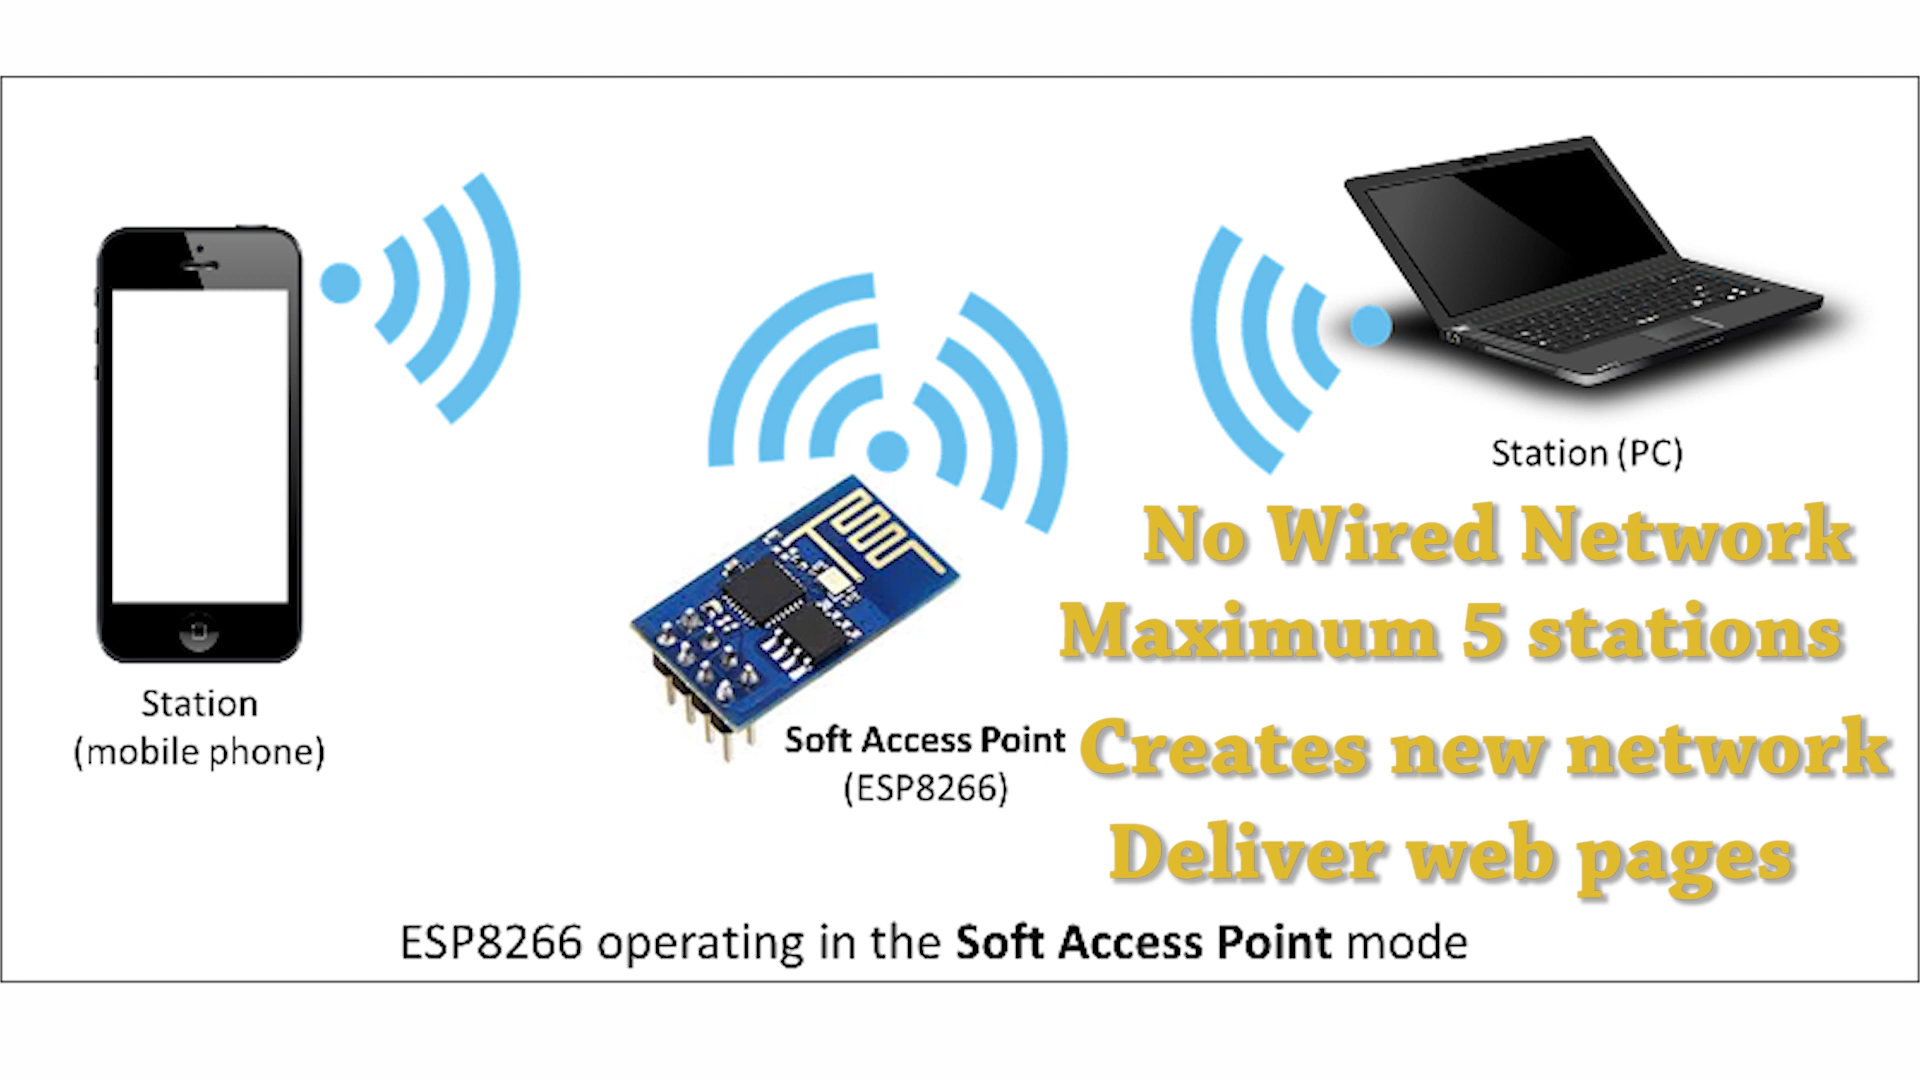 Station
(mobile phone)
Soft Access Point
(ESP8266)
Station (PC)
No Wired Network
Maximum 5 stations
Creates new network
Deliver web pages
ESP8266 operating in the Soft Access Point mode